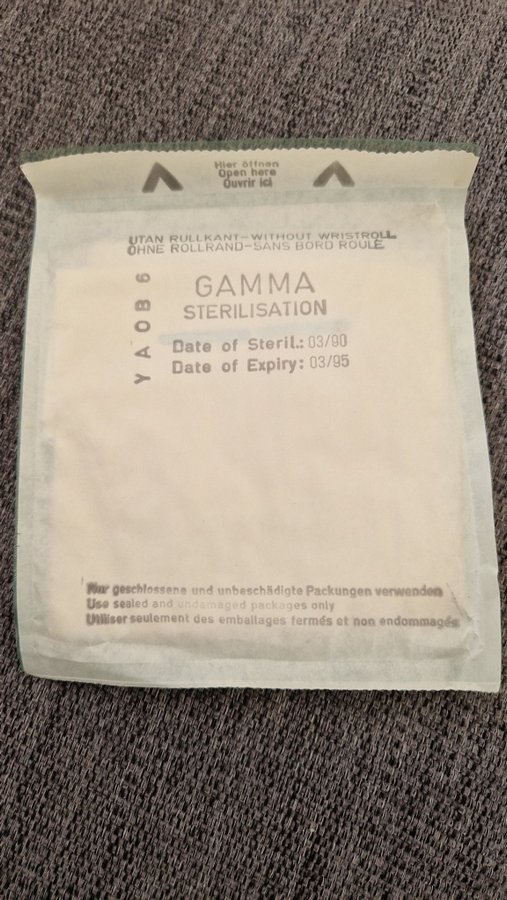 Hier öffnen
Open here
Ouvrir ici
UTAN RULLKANT-WITHOUT WRISTROLL
OHNE ROLLRAND-SANS BORD ROULE
GAMMA
STERILISATION
YAOB 6
Date of Steril.: 03/90
Date of Expiry: 03/95
Nur geschlossene und unbeschädigte Packungen verwenden
Use sealed and undamaged packages only
Utiliser seulement des emballages fermés et non endommagés